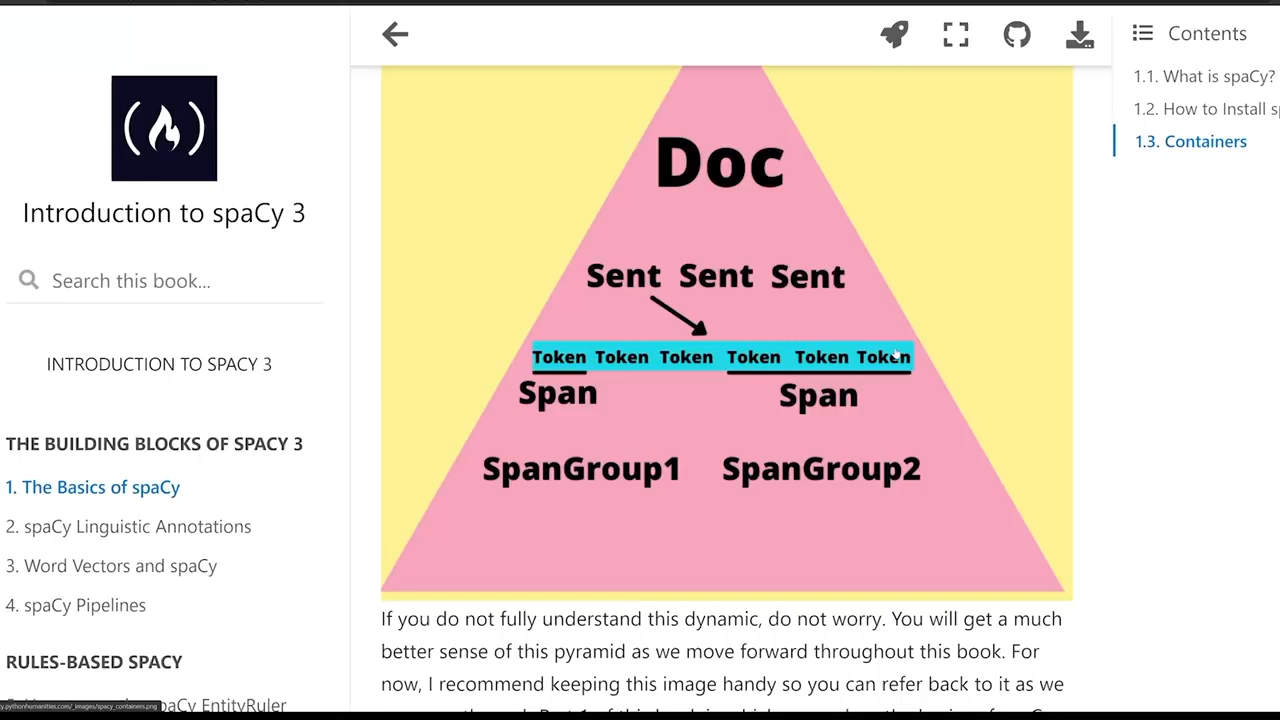 Contents
1.1. What is spaCy?
1.2. How to Install s
1.3. Containers
Introduction to spaCy 3
Search this book...
INTRODUCTION TO SPACY 3
THE BUILDING BLOCKS OF SPACY 3
1. The Basics of spaCy
2. spaCy Linguistic Annotations
3. Word Vectors and spaCy
4. spaCy Pipelines
RULES-BASED SPACY
spaCy EntityRuler
Doc
Sent Sent Sent
Token Token Token Token Token Token
Span Span
SpanGroup1 SpanGroup2
If you do not fully understand this dynamic, do not worry. You will get a much
better sense of this pyramid as we move forward throughout this book. For
now, I recommend keeping this image handy so you can refer back to it as we